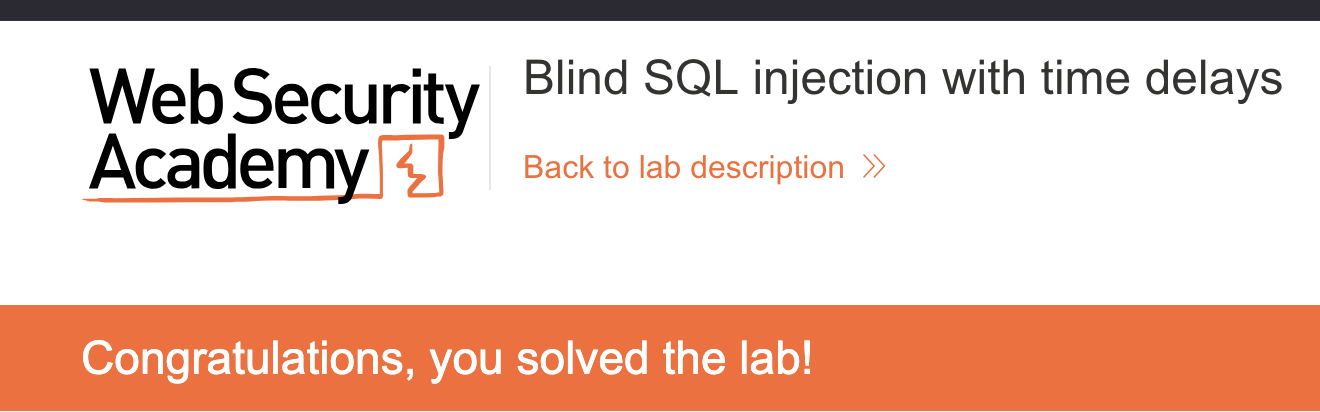 Web Security
Academy
Blind SQL injection with time delays
Back to lab description
Congratulations, you solved the lab!